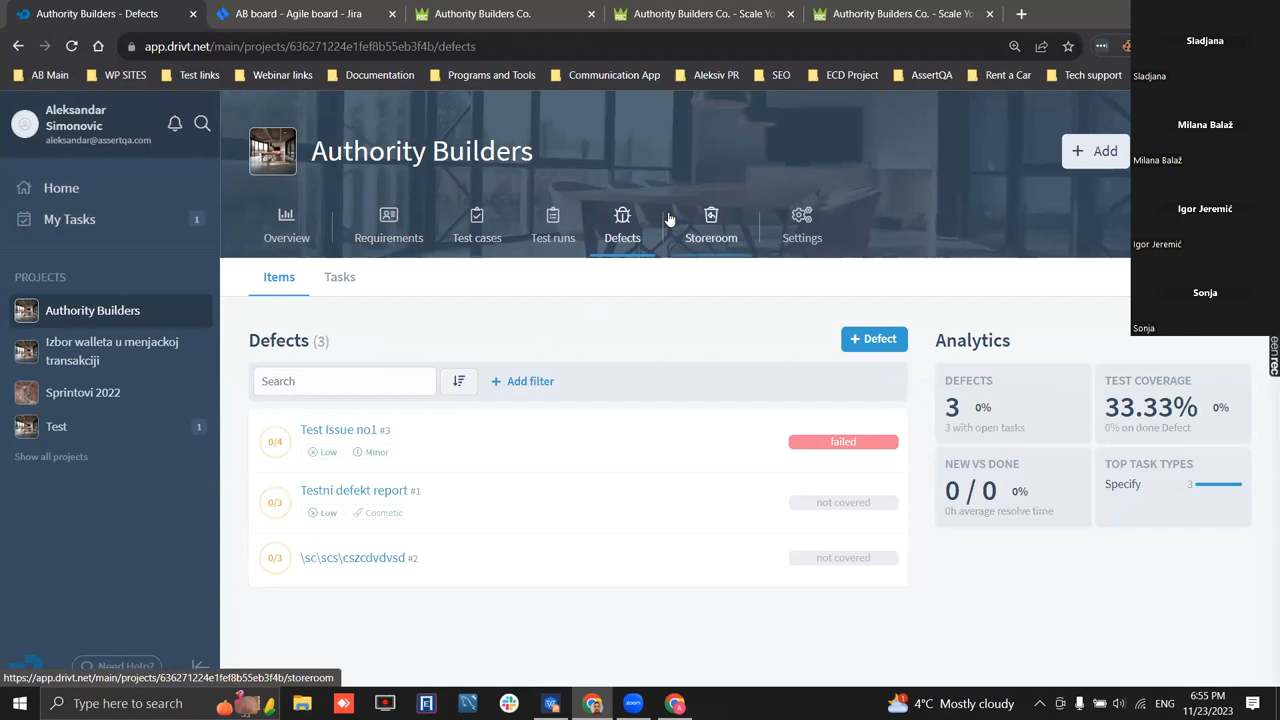 Authority Builders - Defects
AB board - Agile board - Jira
Authority Builders Co.
Authority Builders Co. - Scale Yo
Authority Builders Co. - Scale Yo
app.drivt.net/main/projects/636271224e1fef8b55eb3f4b/defects
AB Main
WP SITES
Test links
Webinar links
Documentation
Programs and Tools
Communication App
Aleksiv PR
SEO
ECD Project
AssertQA
Rent a Car
Tech support
Sladjana
Sladjana
Milana Balaž
Milana Balaž
Igor Jeremić
Igor Jeremić
Sonja
Sonja
Aleksandar
Simonovic
aleksandar@assertqa.com
Home
My Tasks
1
PROJECTS
Authority Builders
Izbor walleta u menjackoj
transakciji
Sprintovi 2022
Test
1
Show all projects
Need Help?
Authority Builders
+ Add
Overview
Requirements
Test cases
Test runs
Defects
Storeroom
Settings
Items
Tasks
Defects (3)
+ Defect
Search
+ Add filter
0/4
Test Issue no1 #3
Low
Minor
failed
0/3
Testni defekt report #1
Low
Cosmetic
not covered
0/3
\sc\scs\cszcdvdvsd #2
not covered
Analytics
DEFECTS
3 0%
3 with open tasks
TEST COVERAGE
33.33% 0%
0% on done Defect
NEW VS DONE
0 / 0 0%
0h average resolve time
TOP TASK TYPES
Specify 3
https://app.drivt.net/main/projects/636271224e1fef8b55eb3f4b/storeroom
Type here to search
zoom
1
4°C Mostly cloudy
ENG
6:55 PM
11/23/2023